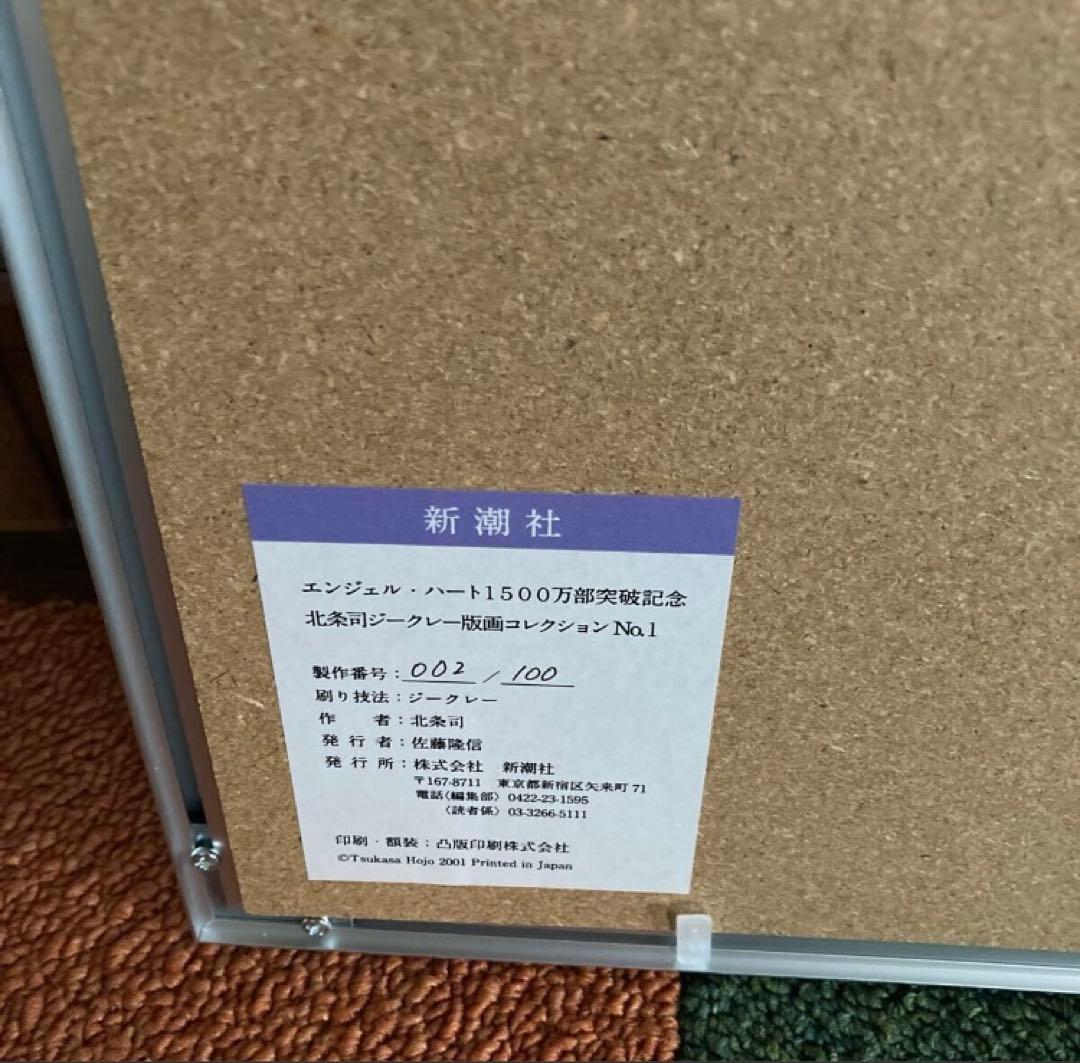 新潮社
エンジェル・ハート1500万部突破記念
北条司ジークレー版画コレクション No.1
製作番号：002／100
刷り技法：ジークレー
作　　者：北条司
発 行 者：佐藤隆信
発 行 所：株式会社　新潮社
〒167-8711　東京都新宿区矢来町 71
電話〈編集部〉 0422-23-1595
〈読者係〉 03-3266-5111
印刷・額装：凸版印刷株式会社
©Tsukasa Hojo 2001 Printed in Japan